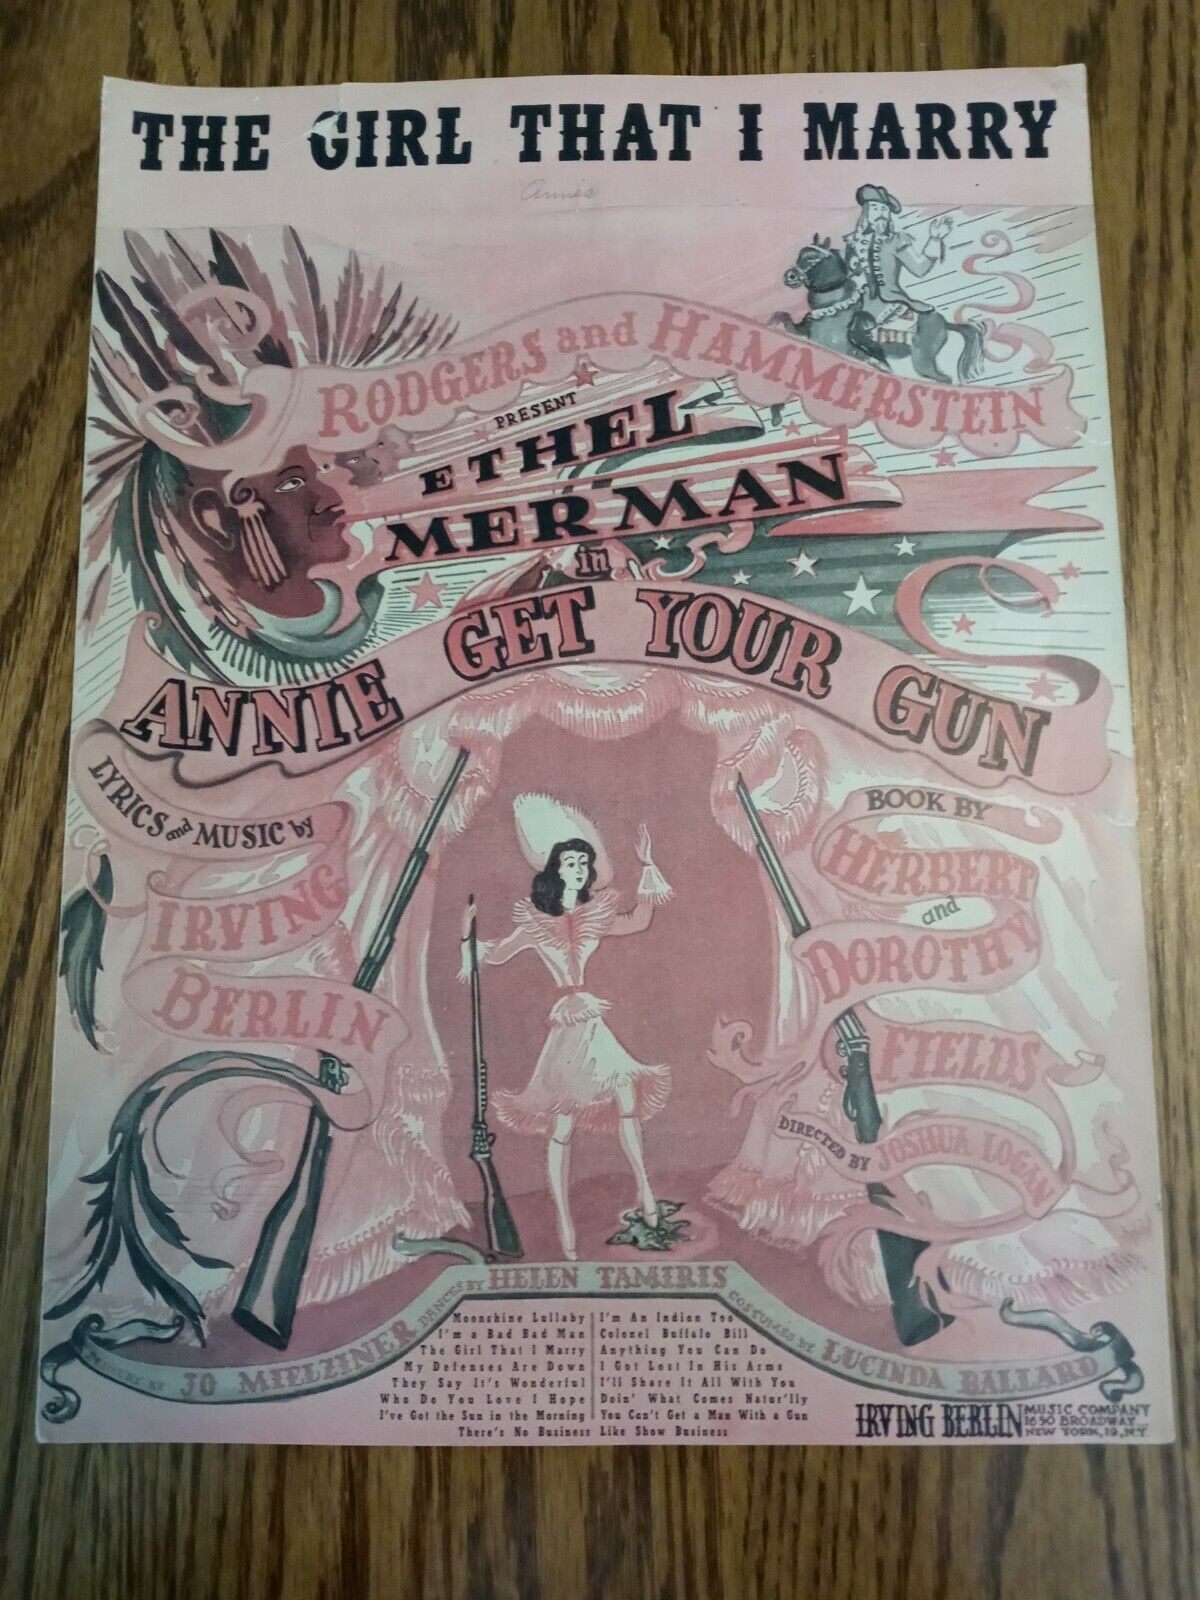 THE GIRL THAT I MARRY
Annie
RODGERS and HAMMERSTEIN
PRESENT
ETHEL
MERMAN
in
ANNIE GET YOUR GUN
LYRICS and MUSIC by
IRVING
BERLIN
BOOK BY
HERBERT
and
DOROTHY
FIELDS
DIRECTED BY JOSHUA LOGAN
SCENERY BY JO MIELZINER DANCES BY HELEN TAMIRIS COSTUMES BY LUCINDA BALLARD
Moonshine Lullaby
I'm a Bad Bad Man
The Girl That I Marry
My Defenses Are Down
They Say It's Wonderful
Who Do You Love I Hope
I've Got the Sun in the Morning
I'm An Indian Too
Colonel Buffalo Bill
Anything You Can Do
I Got Lost In His Arms
I'll Share It All With You
Doin' What Comes Natur'lly
You Can't Get a Man With a Gun
There's No Business Like Show Business
IRVING BERLIN MUSIC COMPANY
1650 BROADWAY
NEW YORK, 19, N.Y.